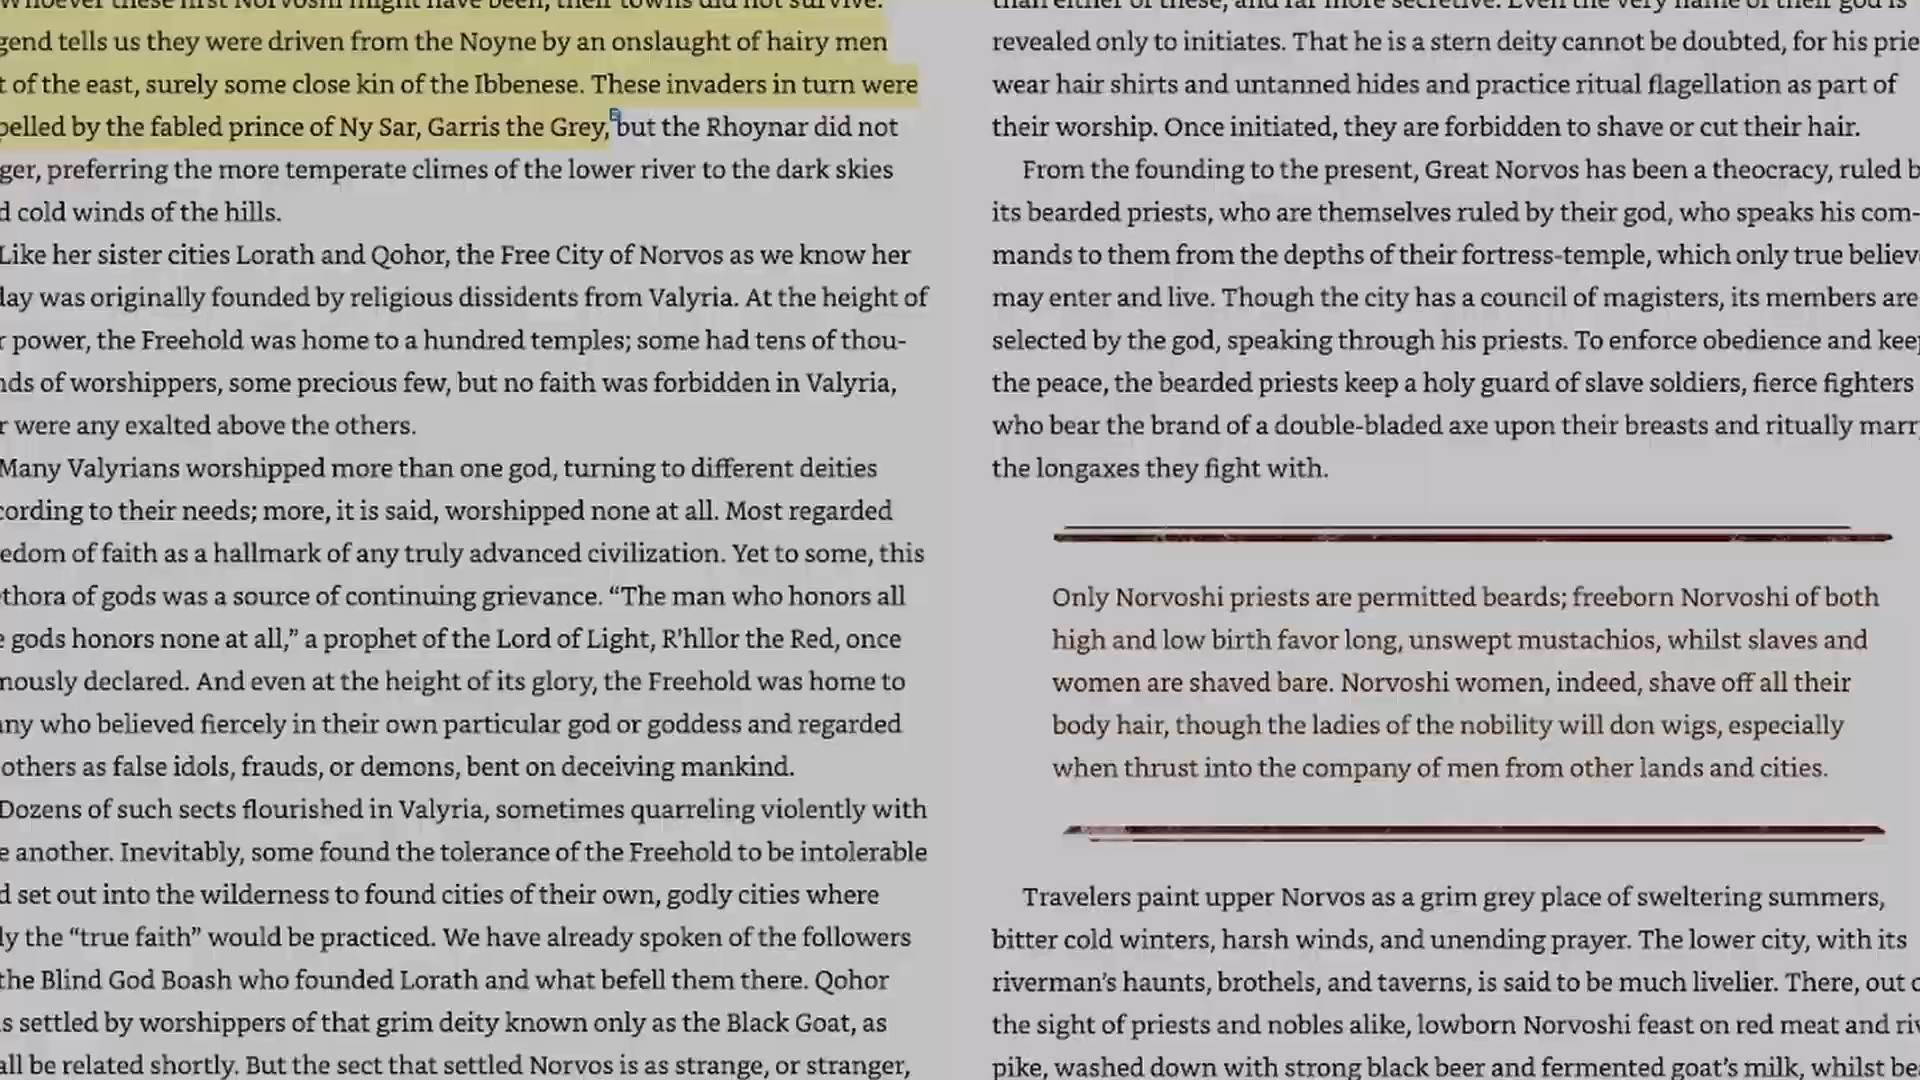 Whoever these first Norvoshi might have been, their towns did not survive.
tells us they were driven from the Noyne by an onslaught of hairy men
of the east, surely some close kin of the Ibbenese. These invaders in turn were
by the fabled prince of Ny Sar, Garris the Grey, but the Rhoynar did not
preferring the more temperate climes of the lower river to the dark skies
cold winds of the hills.
Like her sister cities Lorath and Qohor, the Free City of Norvos as we know her
was originally founded by religious dissidents from Valyria. At the height of
power, the Freehold was home to a hundred temples; some had tens of thou-
of worshippers, some precious few, but no faith was forbidden in Valyria,
were any exalted above the others.
Many Valyrians worshipped more than one god, turning to different deities
to their needs; more, it is said, worshipped none at all. Most regarded
of faith as a hallmark of any truly advanced civilization. Yet to some, this
of gods was a source of continuing grievance. “The man who honors all
gods honors none at all,” a prophet of the Lord of Light, R'hllor the Red, once
declared. And even at the height of its glory, the Freehold was home to
who believed fiercely in their own particular god or goddess and regarded
others as false idols, frauds, or demons, bent on deceiving mankind.
Dozens of such sects flourished in Valyria, sometimes quarreling violently with
another. Inevitably, some found the tolerance of the Freehold to be intolerable
set out into the wilderness to found cities of their own, godly cities where
the “true faith” would be practiced. We have already spoken of the followers
the Blind God Boash who founded Lorath and what befell them there. Qohor
settled by worshippers of that grim deity known only as the Black Goat, as
be related shortly. But the sect that settled Norvos is as strange, or stranger,
than either of these, and far more secretive. Even the very name of their god is
revealed only to initiates. That he is a stern deity cannot be doubted, for his
wear hair shirts and untanned hides and practice ritual flagellation as part of
their worship. Once initiated, they are forbidden to shave or cut their hair.
From the founding to the present, Great Norvos has been a theocracy, ruled
its bearded priests, who are themselves ruled by their god, who speaks his com-
mands to them from the depths of their fortress-temple, which only true
may enter and live. Though the city has a council of magisters, its members are
selected by the god, speaking through his priests. To enforce obedience and
the peace, the bearded priests keep a holy guard of slave soldiers, fierce fighters
who bear the brand of a double-bladed axe upon their breasts and ritually
the longaxes they fight with.
Only Norvoshi priests are permitted beards; freeborn Norvoshi of both
high and low birth favor long, unswept mustachios, whilst slaves and
women are shaved bare. Norvoshi women, indeed, shave off all their
body hair, though the ladies of the nobility will don wigs, especially
when thrust into the company of men from other lands and cities.
Travelers paint upper Norvos as a grim grey place of sweltering summers,
bitter cold winters, harsh winds, and unending prayer. The lower city, with its
riverman’s haunts, brothels, and taverns, is said to be much livelier. There, out
the sight of priests and nobles alike, lowborn Norvoshi feast on red meat and
pike, washed down with strong black beer and fermented goat’s milk, whilst